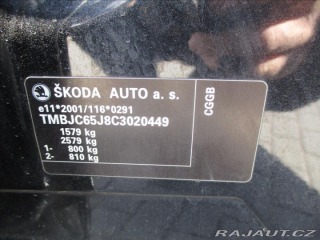 ŠKODA AUTO a. s.
e11*2001/116*0291
TMBJC65J8C3020449
1579 kg
2579 kg
1- 800 kg
2- 810 kg
CGGB
RAJAUT.CZ